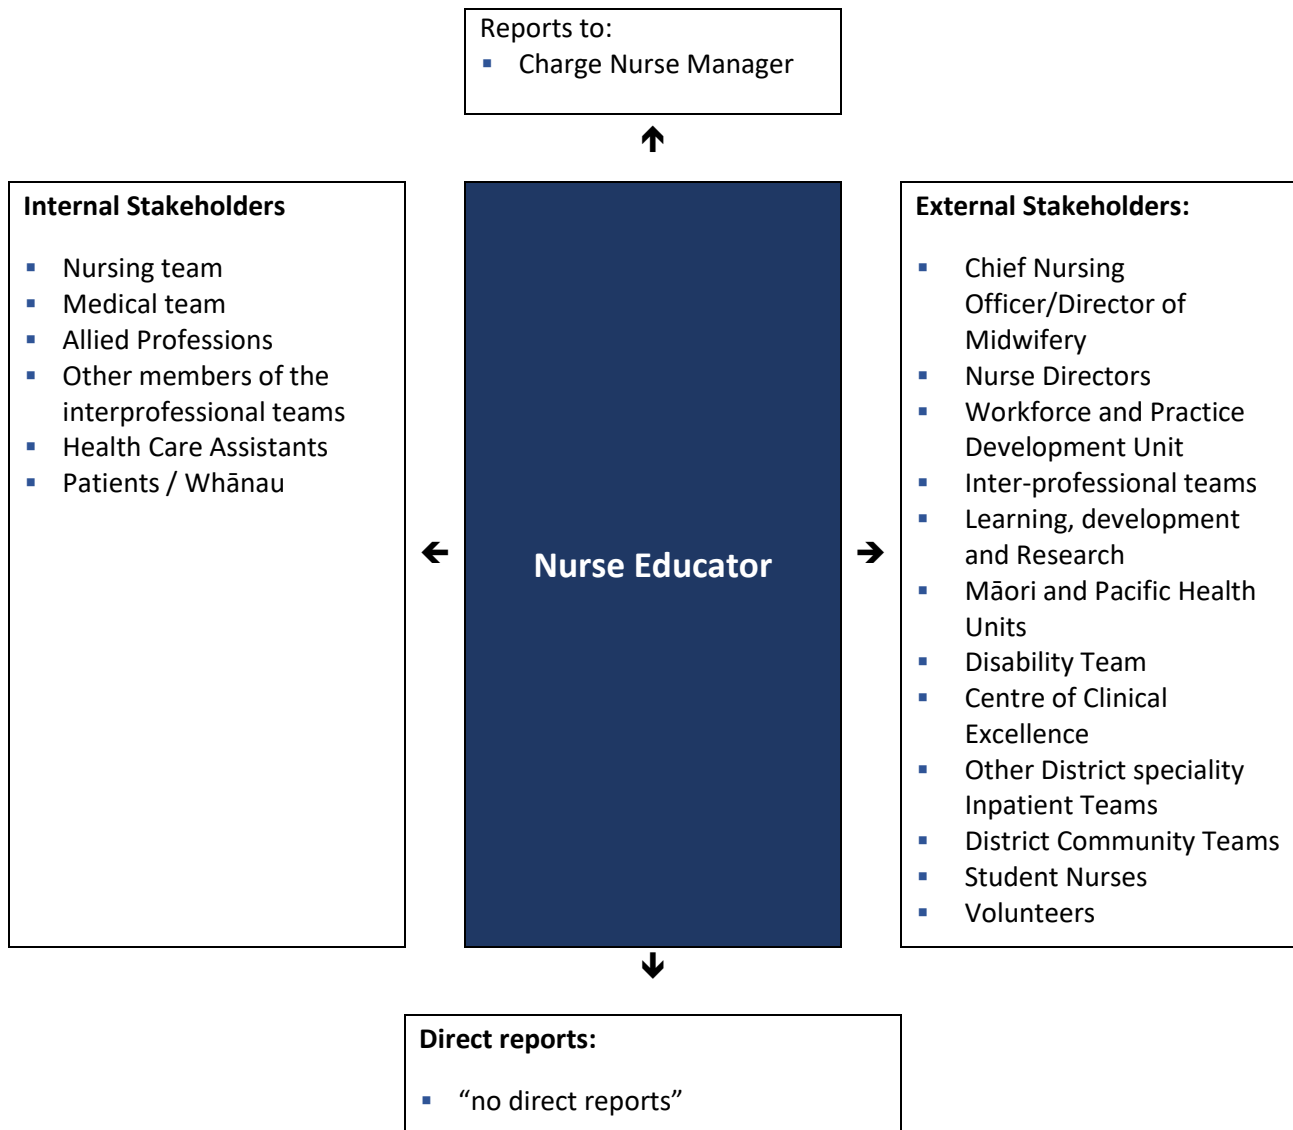 Reports to:
▪ Charge Nurse Manager
Internal Stakeholders
▪ Nursing team
▪ Medical team
▪ Allied Professions
▪ Other members of the
interprofessional teams
▪ Health Care Assistants
▪ Patients / Whānau
Nurse Educator
External Stakeholders:
▪ Chief Nursing
Officer/Director of
Midwifery
▪ Nurse Directors
▪ Workforce and Practice
Development Unit
▪ Inter-professional teams
▪ Learning, development
and Research
▪ Māori and Pacific Health
Units
▪ Disability Team
▪ Centre of Clinical
Excellence
▪ Other District speciality
Inpatient Teams
▪ District Community Teams
▪ Student Nurses
▪ Volunteers
Direct reports:
▪ “no direct reports”